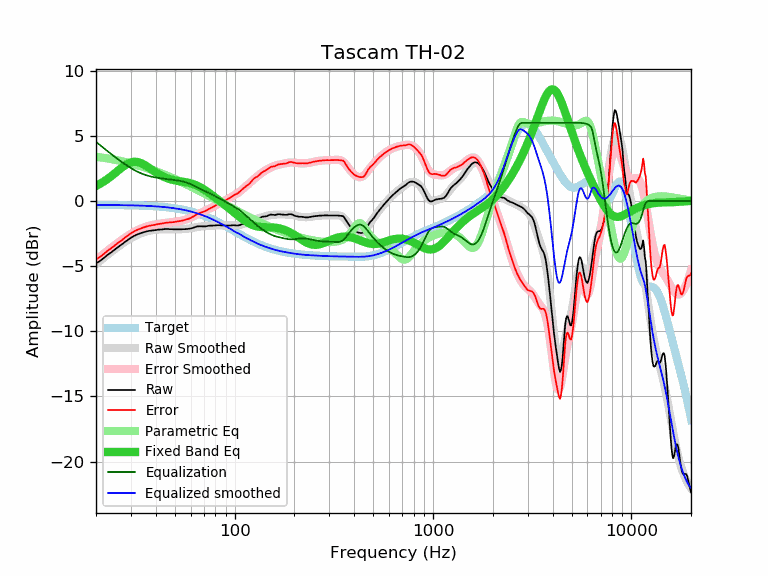 Tascam TH-02
10
5
0
−5
−10
−15
−20
Amplitude (dBr)
Target
Raw Smoothed
Error Smoothed
Raw
Error
Parametric Eq
Fixed Band Eq
Equalization
Equalized smoothed
100
1000
10000
Frequency (Hz)